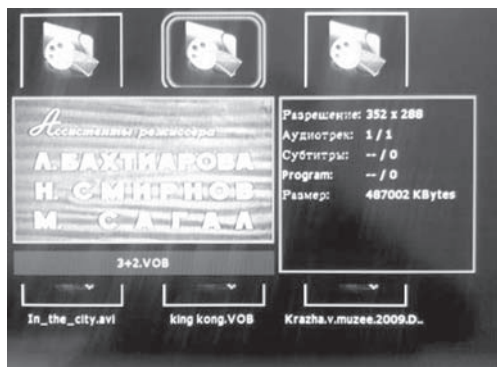 Ассистенты режиссёра
Л. БАХТИАРОВА
Н. СМИРНОВ
М. САГАЛ
3+2.VOB
Разрешение: 352 x 288
Аудиотрек: 1 / 1
Субтитры: -- / 0
Program: -- / 0
Размер: 487002 KBytes
In_the_city.avi
king kong.VOB
Krazha.v.muzee.2009.D..